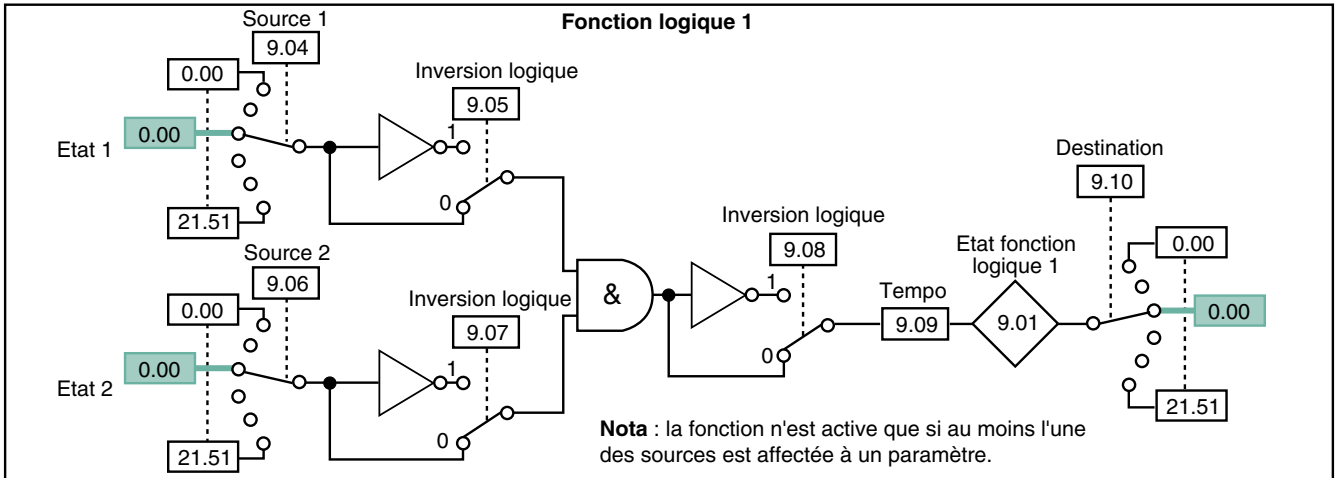 Fonction logique 1
Source 1
9.04
0.00
Inversion logique
9.05
Etat 1
0.00
1
0
21.51
Source 2
9.06
0.00
Inversion logique
9.07
Etat 2
0.00
1
0
21.51
&
Inversion logique
9.08
1
0
Tempo
9.09
Etat fonction
logique 1
9.01
Destination
9.10
0.00
0.00
21.51
Nota : la fonction n'est active que si au moins l'une
des sources est affectée à un paramètre.